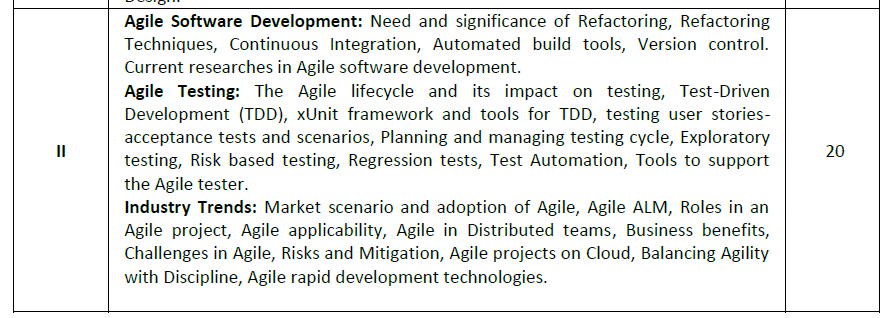 Design.
Agile Software Development: Need and significance of Refactoring, Refactoring
Techniques, Continuous Integration, Automated build tools, Version control.
Current researches in Agile software development.
Agile Testing: The Agile lifecycle and its impact on testing, Test-Driven
Development (TDD), xUnit framework and tools for TDD, testing user stories-
acceptance tests and scenarios, Planning and managing testing cycle, Exploratory
testing, Risk based testing, Regression tests, Test Automation, Tools to support
the Agile tester.
Industry Trends: Market scenario and adoption of Agile, Agile ALM, Roles in an
Agile project, Agile applicability, Agile in Distributed teams, Business benefits,
Challenges in Agile, Risks and Mitigation, Agile projects on Cloud, Balancing Agility
with Discipline, Agile rapid development technologies.
II
20